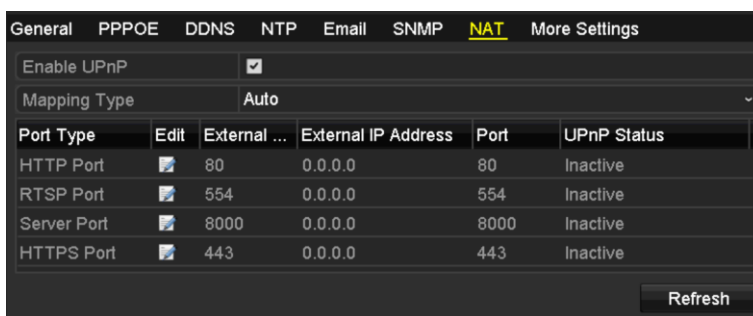 General PPPOE DDNS NTP Email SNMP NAT More Settings
Enable UPnP
Mapping Type Auto
Port Type Edit External ... External IP Address Port UPnP Status
HTTP Port 80 0.0.0.0 80 Inactive
RTSP Port 554 0.0.0.0 554 Inactive
Server Port 8000 0.0.0.0 8000 Inactive
HTTPS Port 443 0.0.0.0 443 Inactive
Refresh